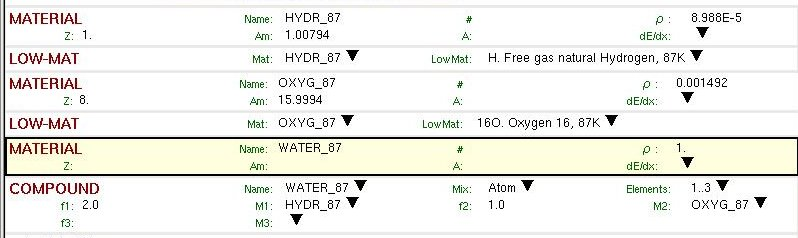 MATERIAL Name: HYDR_87 # ρ : 8.988E-5
Z: 1. Am: 1.00794 A: dE/dx: ▼
LOW-MAT Mat: HYDR_87 ▼ LowMat: H. Free gas natural Hydrogen, 87K ▼
MATERIAL Name: OXYG_87 # ρ : 0.001492
Z: 8. Am: 15.9994 A: dE/dx: ▼
LOW-MAT Mat: OXYG_87 ▼ LowMat: 16O. Oxygen 16, 87K ▼
MATERIAL Name: WATER_87 # ρ : 1.
Z: Am: A: dE/dx: ▼
COMPOUND Name: WATER_87 ▼ Mix: Atom ▼ Elements: 1..3 ▼
f1: 2.0 M1: HYDR_87 ▼ f2: 1.0 M2: OXYG_87 ▼
f3: M3: ▼